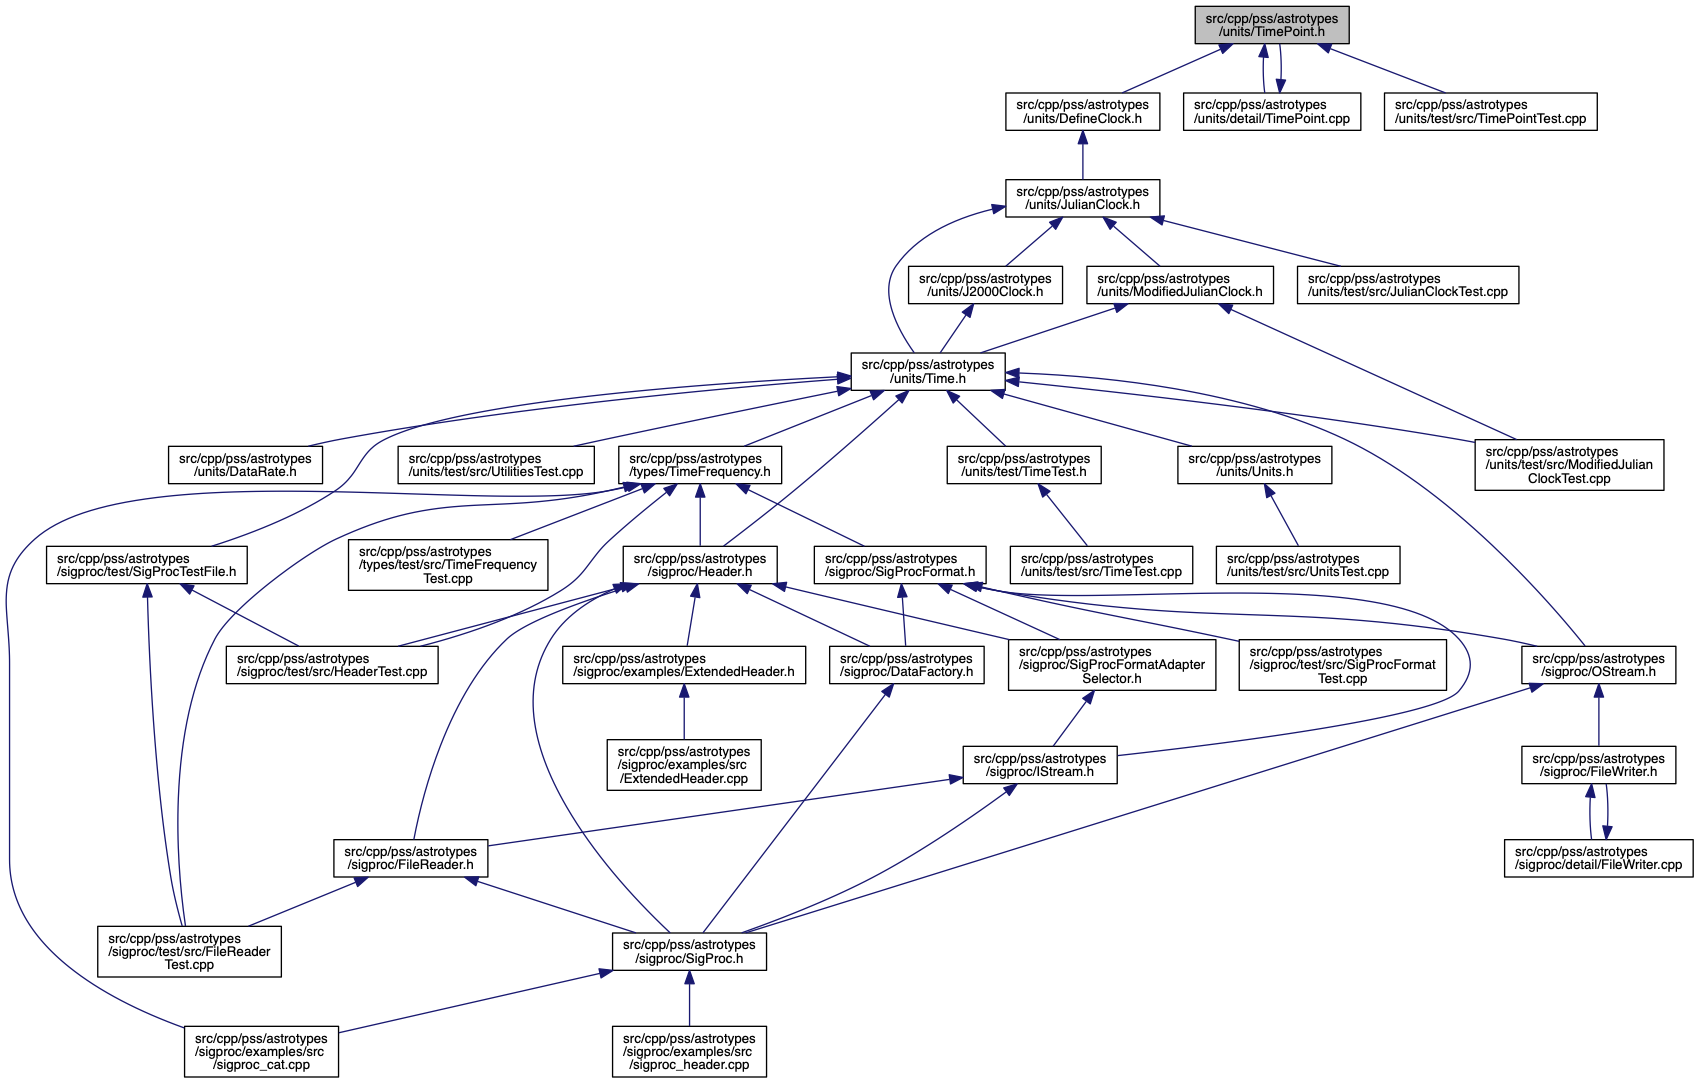 src/cpp/pss/astrotypes
/units/TimePoint.h
src/cpp/pss/astrotypes
/units/DefineClock.h
src/cpp/pss/astrotypes
/units/detail/TimePoint.cpp
src/cpp/pss/astrotypes
/units/test/src/TimePointTest.cpp
src/cpp/pss/astrotypes
/units/JulianClock.h
src/cpp/pss/astrotypes
/units/J2000Clock.h
src/cpp/pss/astrotypes
/units/ModifiedJulianClock.h
src/cpp/pss/astrotypes
/units/test/src/JulianClockTest.cpp
src/cpp/pss/astrotypes
/units/Time.h
src/cpp/pss/astrotypes
/units/DataRate.h
src/cpp/pss/astrotypes
/units/test/src/UtilitiesTest.cpp
src/cpp/pss/astrotypes
/types/TimeFrequency.h
src/cpp/pss/astrotypes
/units/test/TimeTest.h
src/cpp/pss/astrotypes
/units/Units.h
src/cpp/pss/astrotypes
/units/test/src/ModifiedJulian
ClockTest.cpp
src/cpp/pss/astrotypes
/sigproc/test/SigProcTestFile.h
src/cpp/pss/astrotypes
/types/test/src/TimeFrequency
Test.cpp
src/cpp/pss/astrotypes
/sigproc/Header.h
src/cpp/pss/astrotypes
/sigproc/SigProcFormat.h
src/cpp/pss/astrotypes
/units/test/src/TimeTest.cpp
src/cpp/pss/astrotypes
/units/test/src/UnitsTest.cpp
src/cpp/pss/astrotypes
/sigproc/test/src/HeaderTest.cpp
src/cpp/pss/astrotypes
/sigproc/examples/ExtendedHeader.h
src/cpp/pss/astrotypes
/sigproc/DataFactory.h
src/cpp/pss/astrotypes
/sigproc/SigProcFormatAdapter
Selector.h
src/cpp/pss/astrotypes
/sigproc/test/src/SigProcFormat
Test.cpp
src/cpp/pss/astrotypes
/sigproc/OStream.h
src/cpp/pss/astrotypes
/sigproc/examples/src
/ExtendedHeader.cpp
src/cpp/pss/astrotypes
/sigproc/IStream.h
src/cpp/pss/astrotypes
/sigproc/FileWriter.h
src/cpp/pss/astrotypes
/sigproc/FileReader.h
src/cpp/pss/astrotypes
/sigproc/detail/FileWriter.cpp
src/cpp/pss/astrotypes
/sigproc/test/src/FileReader
Test.cpp
src/cpp/pss/astrotypes
/sigproc/SigProc.h
src/cpp/pss/astrotypes
/sigproc/examples/src
/sigproc_cat.cpp
src/cpp/pss/astrotypes
/sigproc/examples/src
/sigproc_header.cpp